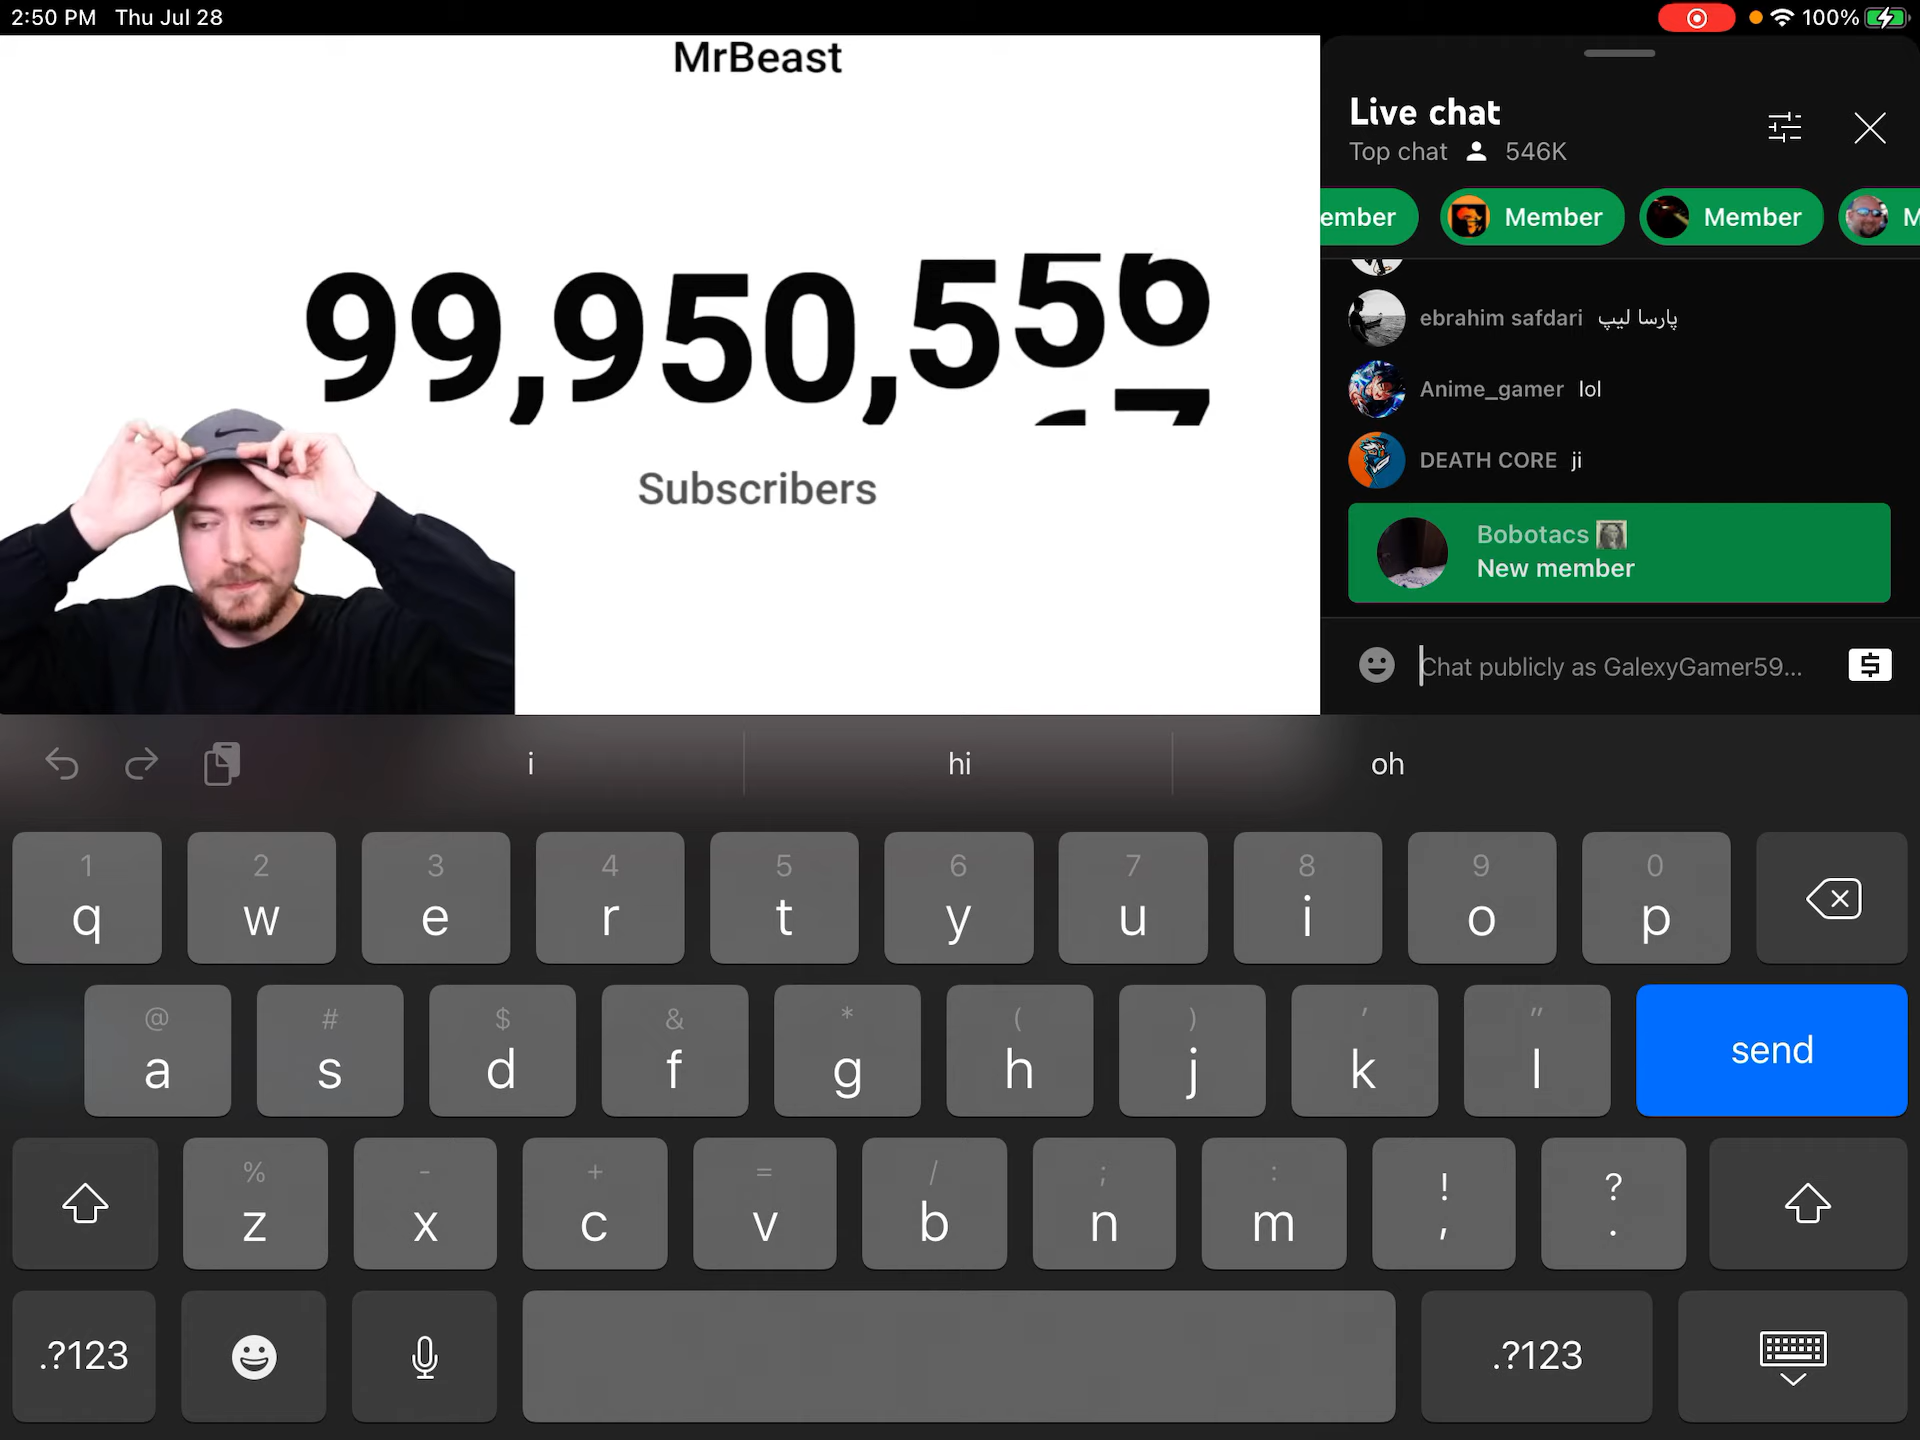 2:50 PM Thu Jul 28
100%
MrBeast
99,950,556
Subscribers
Live chat
Top chat 546K
ember
Member
Member
M
ebrahim safdari پارسا لیپ
Anime_gamer lol
DEATH CORE ji
Bobotacs
New member
Chat publicly as GalexyGamer59...
i hi oh
1 2 3 4 5 6 7 8 9 0
q w e r t y u i o p
@ # $ & * ( ) ' "
a s d f g h j k l send
% - + = / ; : ! ?
z x c v b n m , .
.?123 .?123